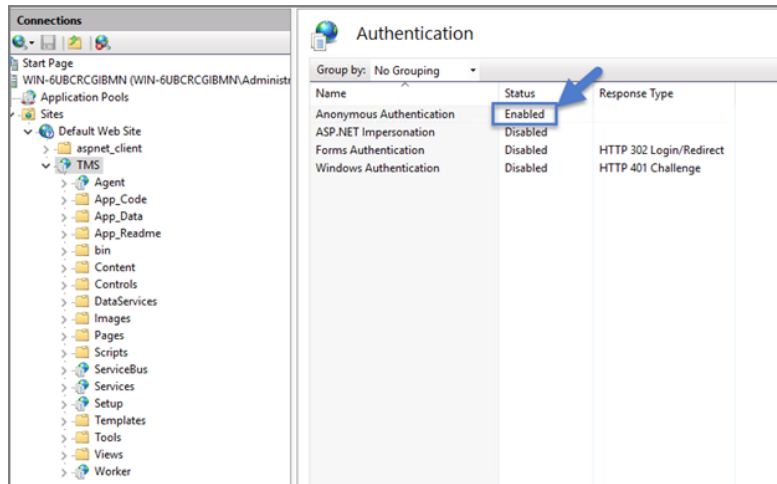 Connections
Start Page
WIN-6UBCRCGIBMN (WIN-6UBCRCGIBMN\Administr
Application Pools
Sites
Default Web Site
aspnet_client
TMS
Agent
App_Code
App_Data
App_Readme
bin
Content
Controls
DataServices
Images
Pages
Scripts
ServiceBus
Services
Setup
Templates
Tools
Views
Worker
Authentication
Group by: No Grouping
Name Status Response Type
Anonymous Authentication Enabled
ASP.NET Impersonation Disabled
Forms Authentication Disabled HTTP 302 Login/Redirect
Windows Authentication Disabled HTTP 401 Challenge